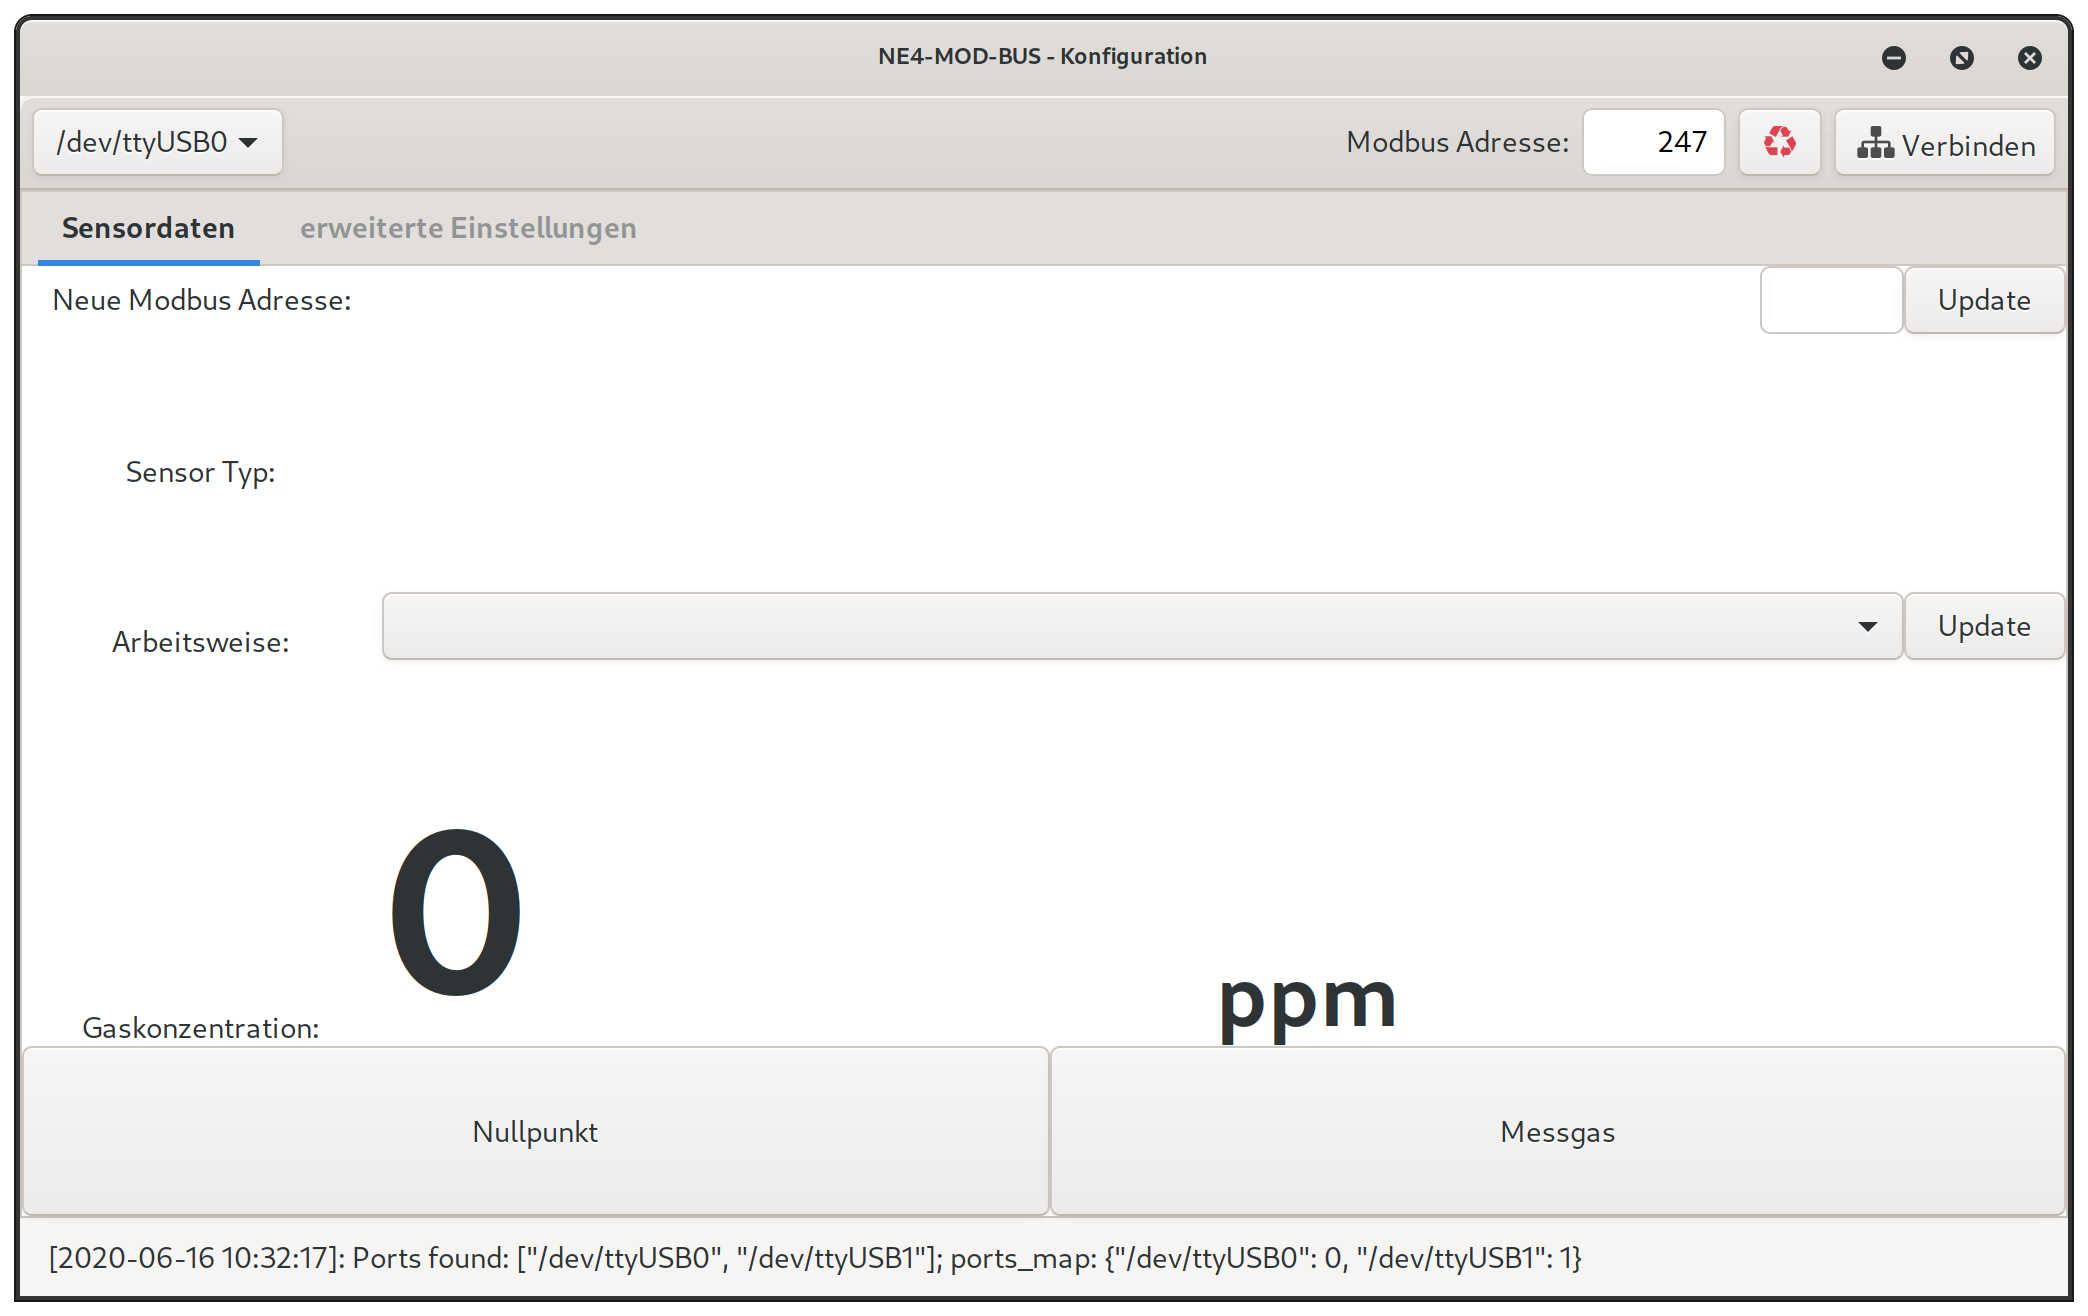 NE4-MOD-BUS - Konfiguration
/dev/ttyUSB0 Modbus Adresse: 247 Verbinden
Sensordaten erweiterte Einstellungen
Neue Modbus Adresse: Update
Sensor Typ:
Arbeitsweise: Update
Gaskonzentration: 0 ppm
Nullpunkt Messgas
[2020-06-16 10:32:17]: Ports found: ["/dev/ttyUSB0", "/dev/ttyUSB1"]; ports_map: {"/dev/ttyUSB0": 0, "/dev/ttyUSB1": 1}